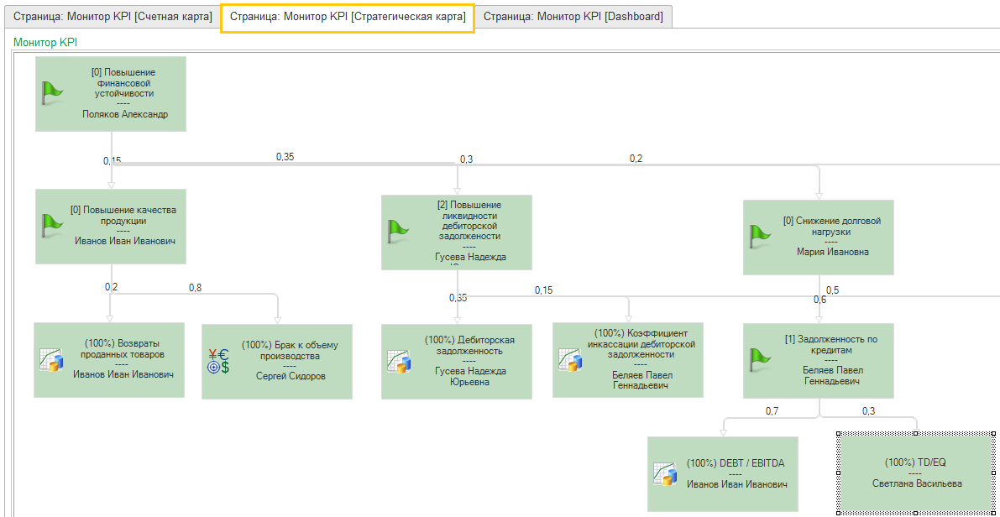 Страница: Монитор KPI [Счетная карта]
Страница: Монитор KPI [Стратегическая карта]
Страница: Монитор KPI [Dashboard]
Монитор KPI
[0] Повышение
финансовой
устойчивости
----
Поляков Александр
0,15
0,35
0,3
0,2
[0] Повышение качества
продукции
----
Иванов Иван Иванович
[2] Повышение
ликвидности
дебиторской
задолжености
----
Гусева Надежда
[0] Снижение долговой
нагрузки
----
Мария Ивановна
0,2
0,8
0,35
0,15
0,5
0,6
(100%) Возвраты
проданных товаров
----
Иванов Иван Иванович
¥€
$
(100%) Брак к объему
производства
----
Сергей Сидоров
(100%) Дебиторская
задолженность
----
Гусева Надежда
Юрьевна
(100%) Коэффициент
инкассации дебиторской
задолженности
----
Беляев Павел
Геннадьевич
[1] Задолженность по
кредитам
----
Беляев Павел
Геннадьевич
0,7
0,3
(100%) DEBT / EBITDA
----
Иванов Иван Иванович
(100%) TD/EQ
----
Светлана Васильева